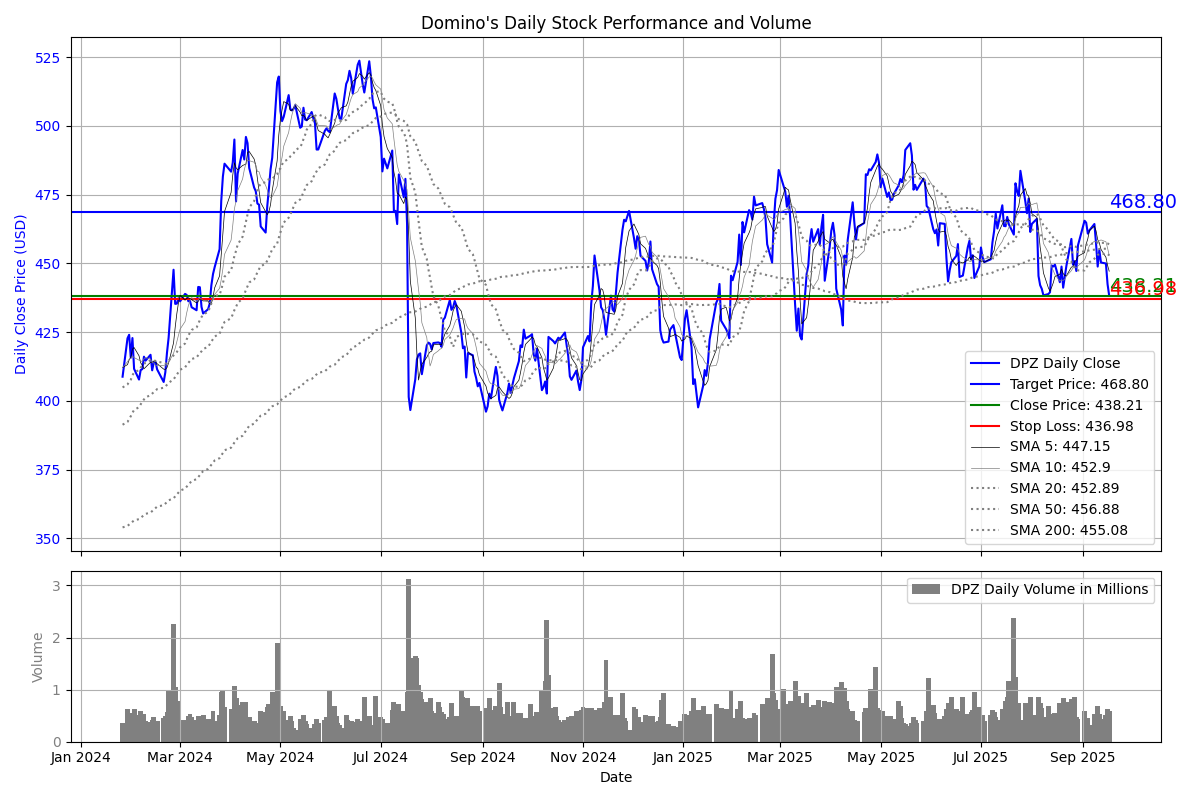 Domino's Daily Stock Performance and Volume
Daily Close Price (USD)
525
500
475
450
425
400
375
350
468.80
438.21
436.98
DPZ Daily Close
Target Price: 468.80
Close Price: 438.21
Stop Loss: 436.98
SMA 5: 447.15
SMA 10: 452.9
SMA 20: 452.89
SMA 50: 456.88
SMA 200: 455.08
Volume
3
2
1
0
DPZ Daily Volume in Millions
Jan 2024 Mar 2024 May 2024 Jul 2024 Sep 2024 Nov 2024 Jan 2025 Mar 2025 May 2025 Jul 2025 Sep 2025
Date